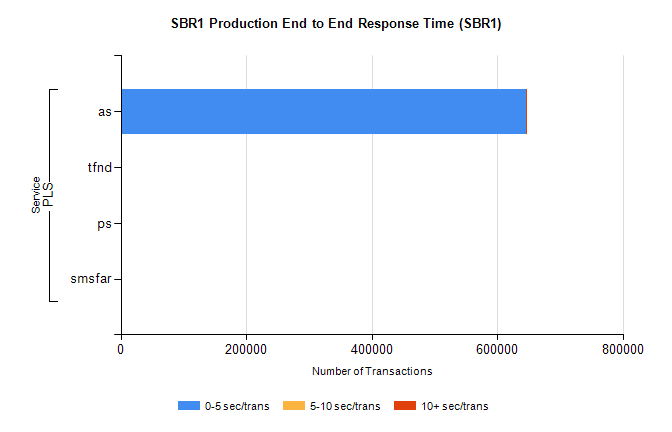 SBR1 Production End to End Response Time (SBR1)
Service
PLS
as
tfnd
ps
smsfar
0 200000 400000 600000 800000
Number of Transactions
0-5 sec/trans 5-10 sec/trans 10+ sec/trans